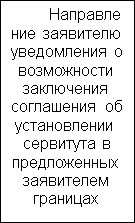 Направле
ние заявителю
уведомления о
возможности
заключения
соглашения об
установлении
сервитута в
предложенных
заявителем
границах